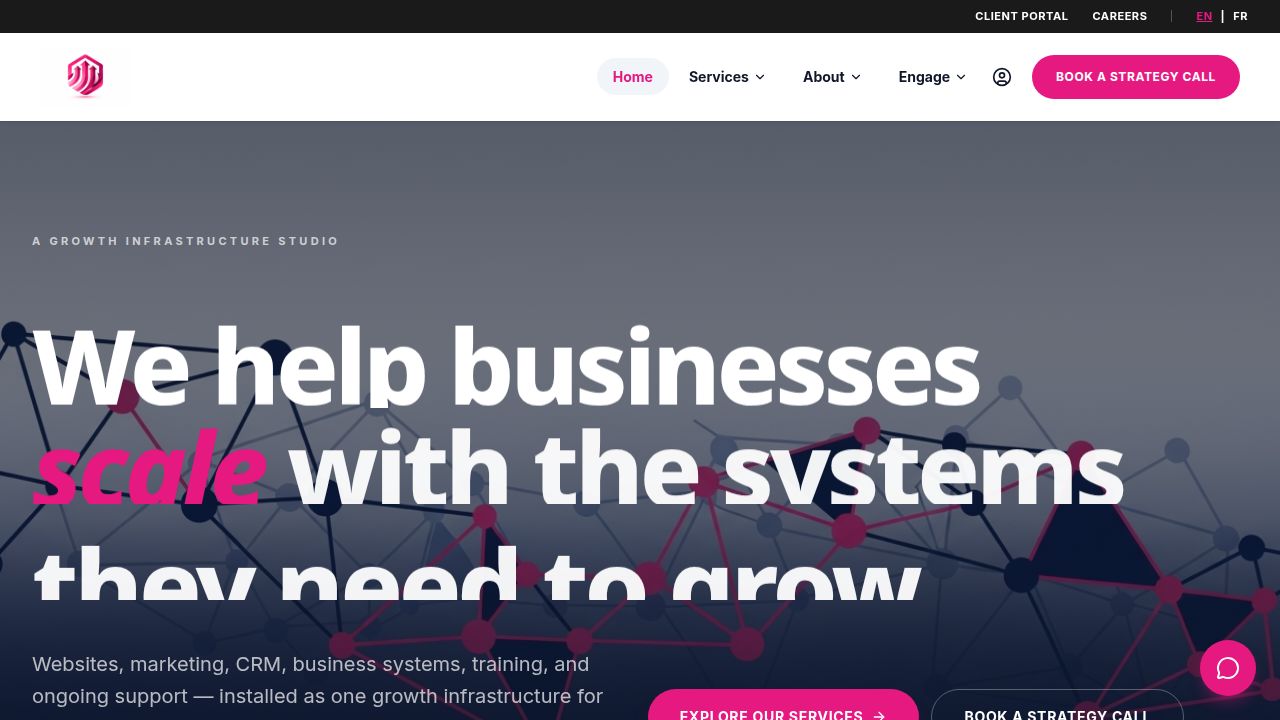 CLIENT PORTAL CAREERS EN | FR
Home Services About Engage BOOK A STRATEGY CALL
A GROWTH INFRASTRUCTURE STUDIO
We help businesses
scale with the systems
they need to grow
Websites, marketing, CRM, business systems, training, and
ongoing support — installed as one growth infrastructure for
EXPLORE OUR SERVICES → BOOK A STRATEGY CALL